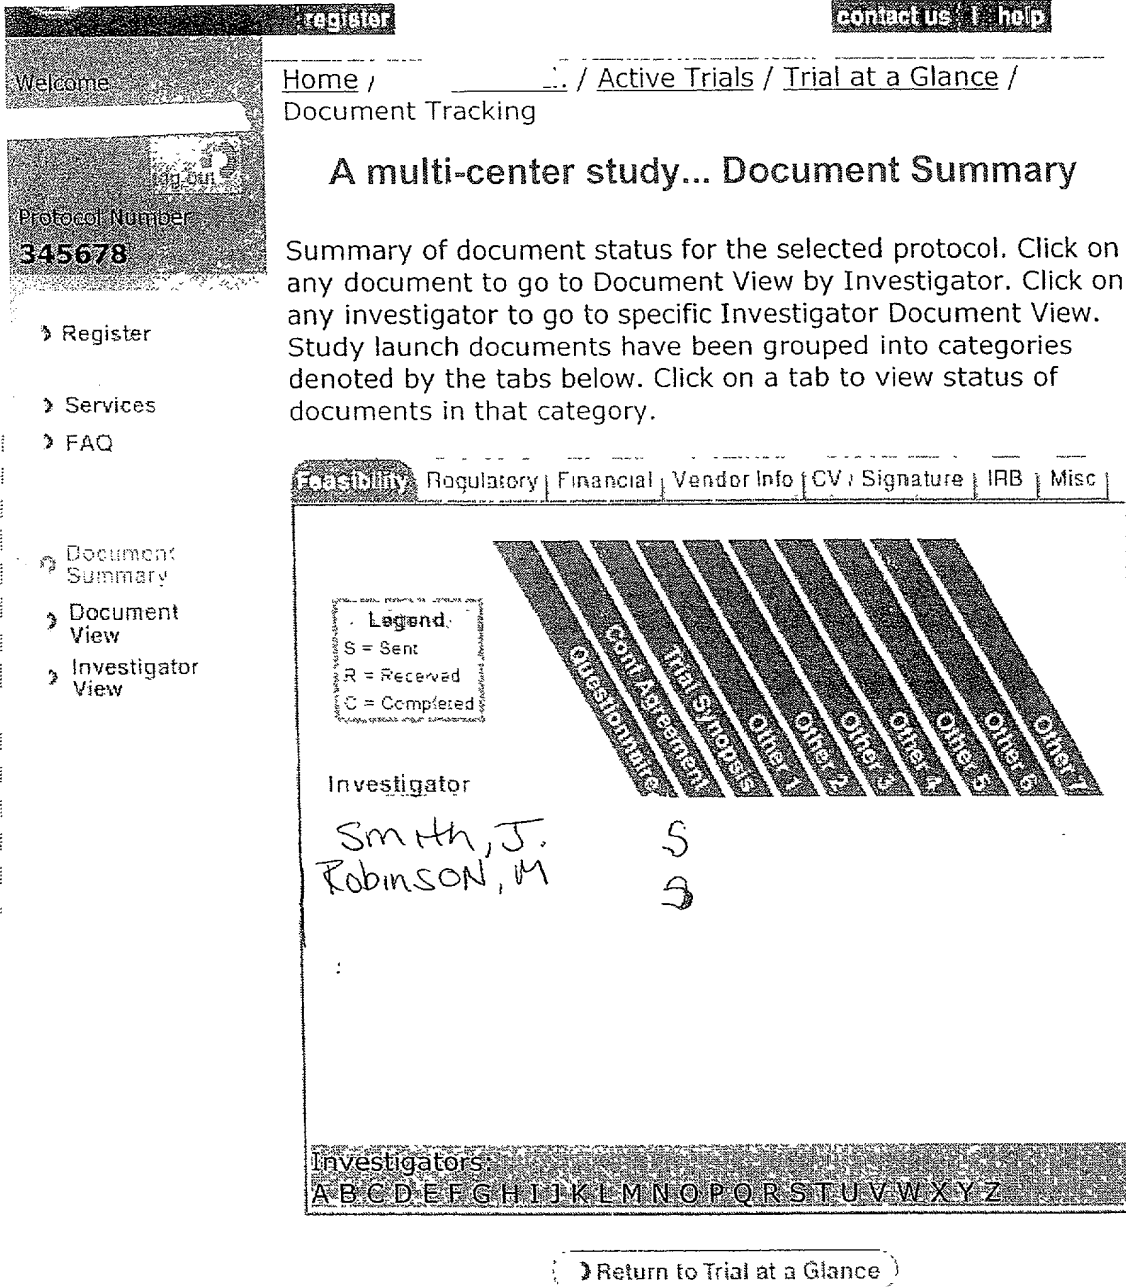 register
contact us | help
Welcome
log-out
Protocol Number
345678
Register
Services
FAQ
Document
Summary
Document
View
Investigator
View
Home / ... / Active Trials / Trial at a Glance /
Document Tracking
A multi-center study... Document Summary
Summary of document status for the selected protocol. Click on
any document to go to Document View by Investigator. Click on
any investigator to go to specific Investigator Document View.
Study launch documents have been grouped into categories
denoted by the tabs below. Click on a tab to view status of
documents in that category.
Feasibility Regulatory | Financial | Vendor Info | CV / Signature | IRB | Misc |
Legend
S = Sent
R = Received
C = Completed
Questionnaire
Conf Agreement
Trial Synopsis
Other 1
Other 2
Other 3
Other 4
Other 5
Other 6
Other 7
Investigator
Smith, J. S
Robinson, M S
Investigators:
A B C D E F G H I J K L M N O P Q R S T U V W X Y Z
Return to Trial at a Glance